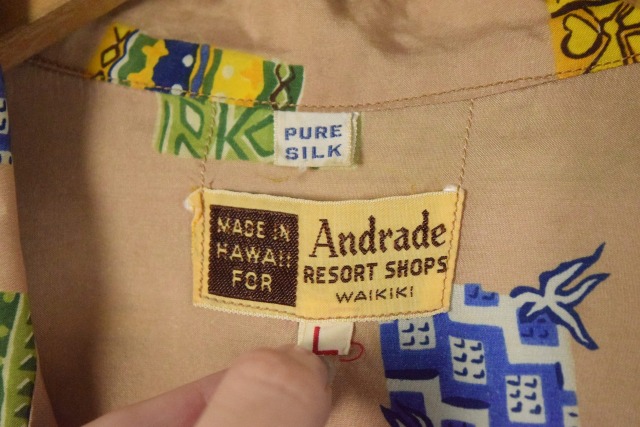 PURE
SILK
MADE IN
HAWAII
FOR
Andrade
RESORT SHOPS
WAIKIKI
L